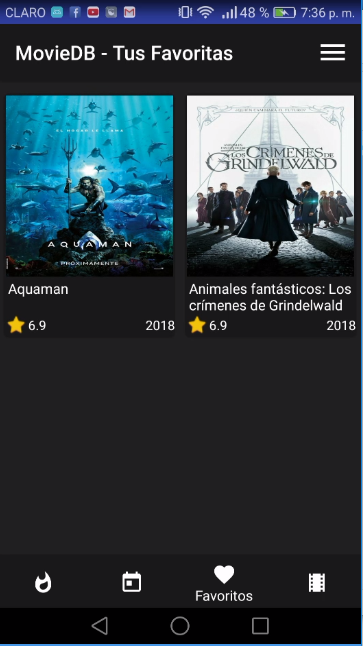 CLARO 48 % 7:36 p. m.
MovieDB - Tus Favoritas
EL HOGAR LE LLAMA
AQUAMAN
PRÓXIMAMENTE
LOS CRÍMENES DE
GRINDELWALD
Aquaman
6.9 2018
Animales fantásticos: Los
crímenes de Grindelwald
6.9 2018
Favoritos